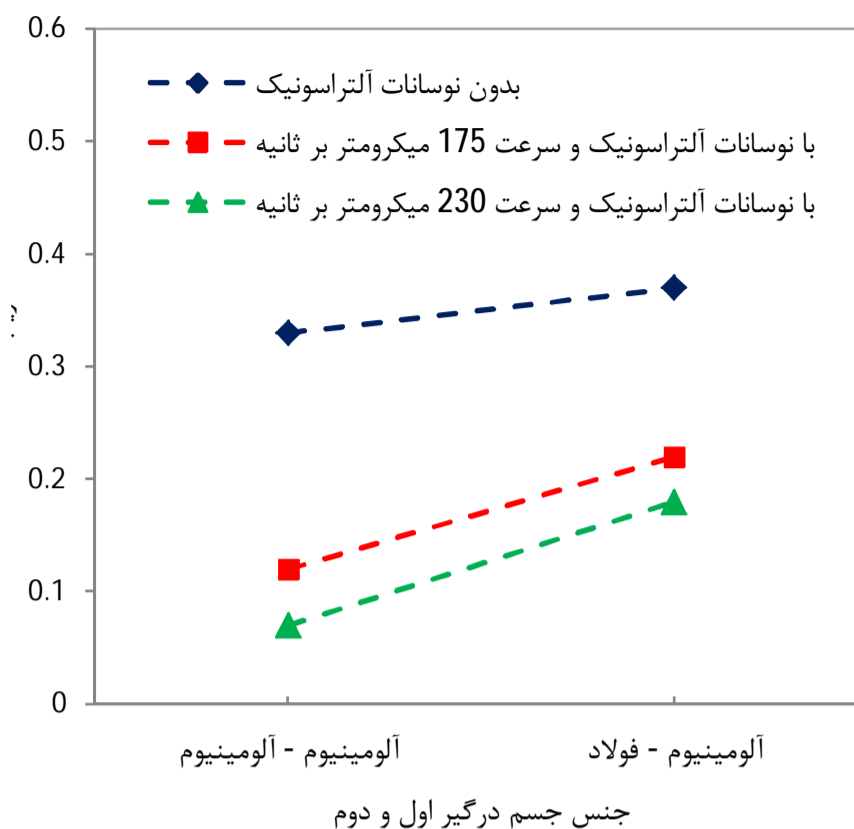 0.6
بدون نوسانات آلتراسونیک
0.5
با نوسانات آلتراسونیک و سرعت 175 میکرومتر بر ثانیه
با نوسانات آلتراسونیک و سرعت 230 میکرومتر بر ثانیه
0.4
0.3
0.2
0.1
0
آلومینیوم - آلومینیوم
آلومینیوم - فولاد
جنس جسم درگیر اول و دوم